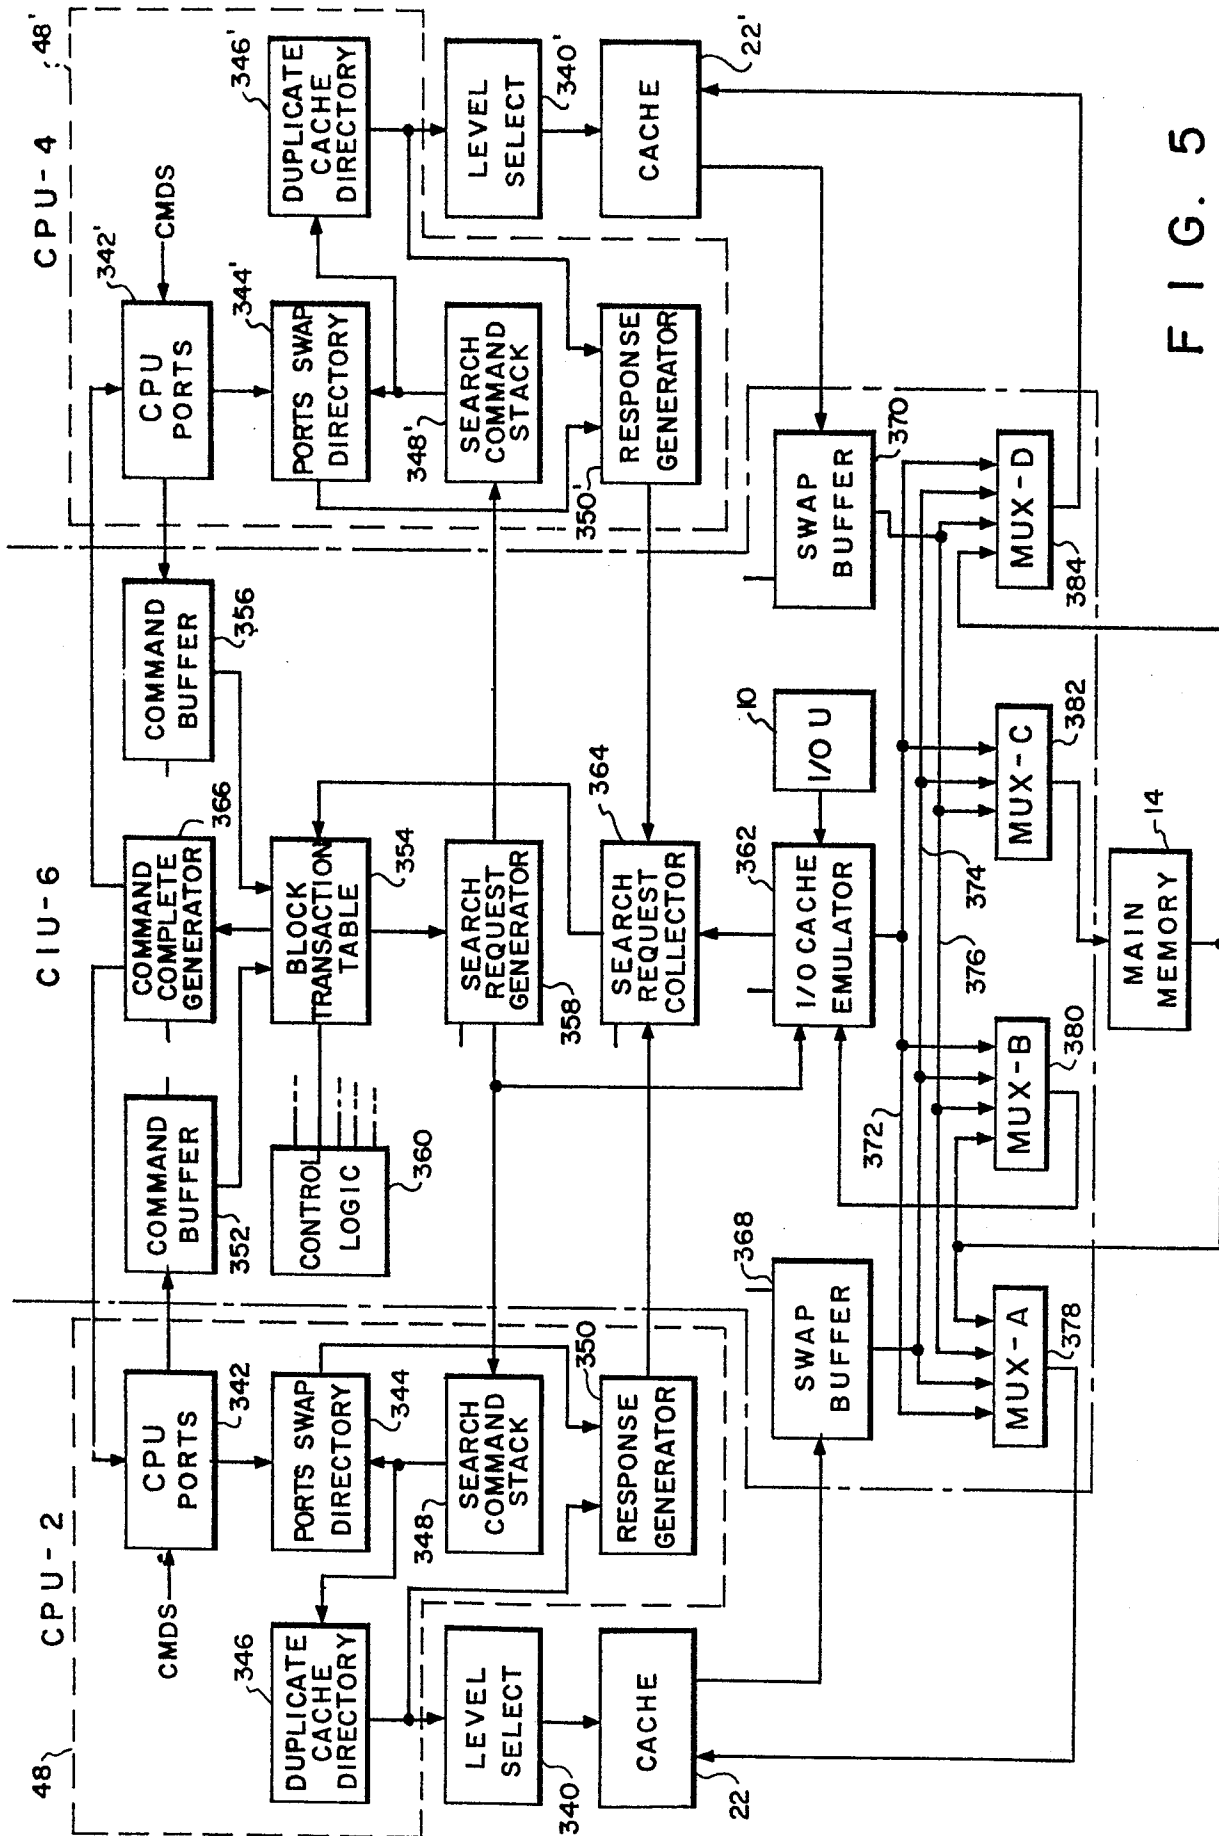 CPU-2
CIU-6
CPU-4
48
48'
CMDS
CPU
PORTS
342
COMMAND
BUFFER
352
COMMAND
COMPLETE
GENERATOR
366
COMMAND
BUFFER
356
CPU
PORTS
342'
CMDS
346
DUPLICATE
CACHE
DIRECTORY
PORTS SWAP
DIRECTORY
344
CONTROL
LOGIC
360
BLOCK
TRANSACTION
TABLE
354
PORTS SWAP
DIRECTORY
344'
DUPLICATE
CACHE
DIRECTORY
346'
LEVEL
SELECT
340
SEARCH
COMMAND
STACK
348
SEARCH
REQUEST
GENERATOR
358
SEARCH
COMMAND
STACK
348'
LEVEL
SELECT
340'
CACHE
22
RESPONSE
GENERATOR
350
SEARCH
REQUEST
COLLECTOR
364
RESPONSE
GENERATOR
350'
CACHE
22'
SWAP
BUFFER
368
I/O CACHE
EMULATOR
362
I/O U
10
SWAP
BUFFER
370
372
374
376
MUX-A
378
MUX-B
380
MUX-C
382
MUX-D
384
MAIN
MEMORY
14
FIG. 5